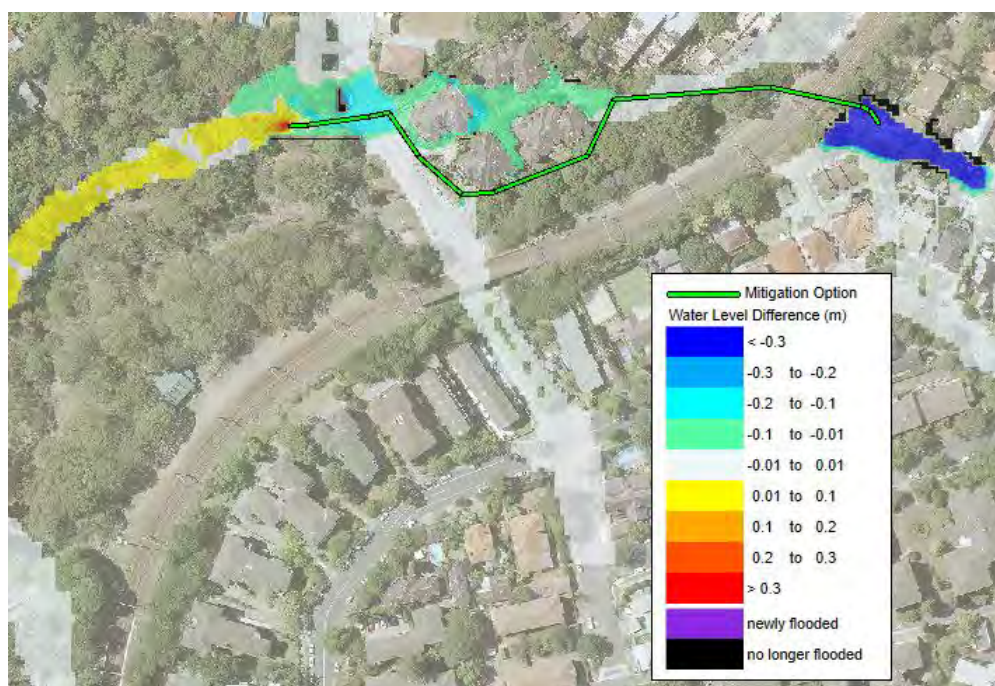 Mitigation Option
Water Level Difference (m)
< -0.3
-0.3 to -0.2
-0.2 to -0.1
-0.1 to -0.01
-0.01 to 0.01
0.01 to 0.1
0.1 to 0.2
0.2 to 0.3
> 0.3
newly flooded
no longer flooded